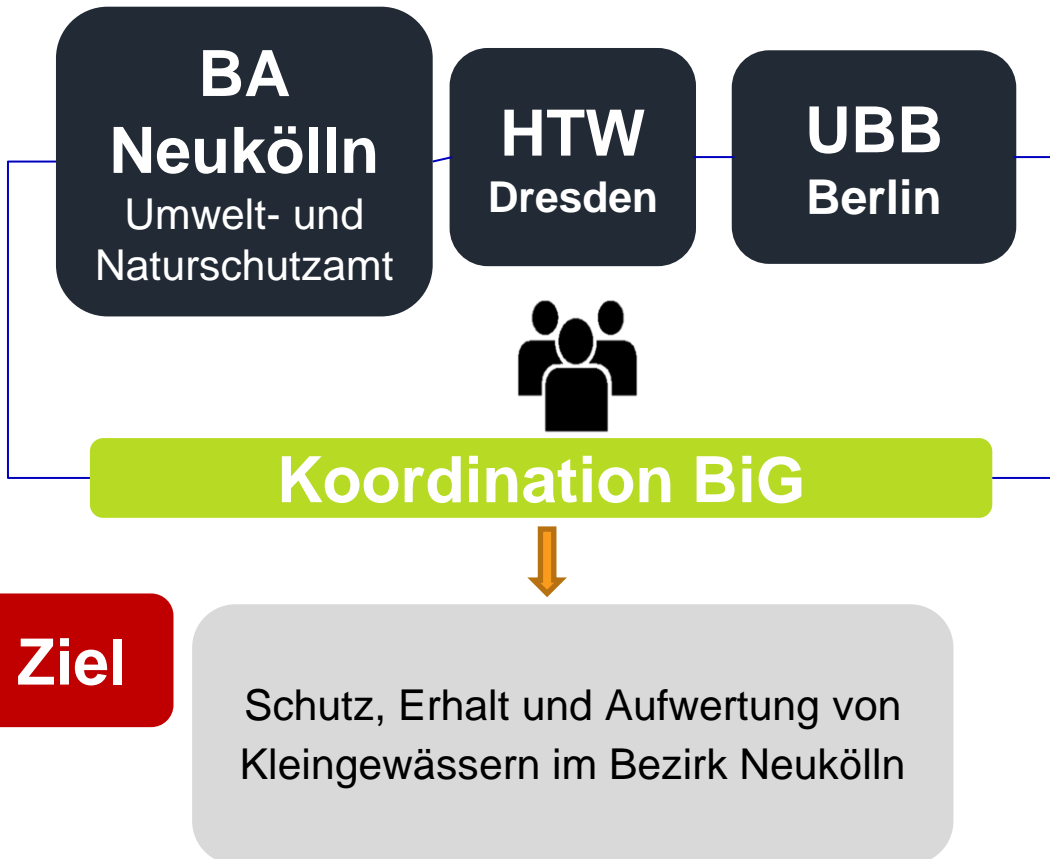 BA
Neukölln
Umwelt- und
Naturschutzamt
HTW
Dresden
UBB
Berlin
Koordination BiG
Ziel
Schutz, Erhalt und Aufwertung von
Kleingewässern im Bezirk Neukölln